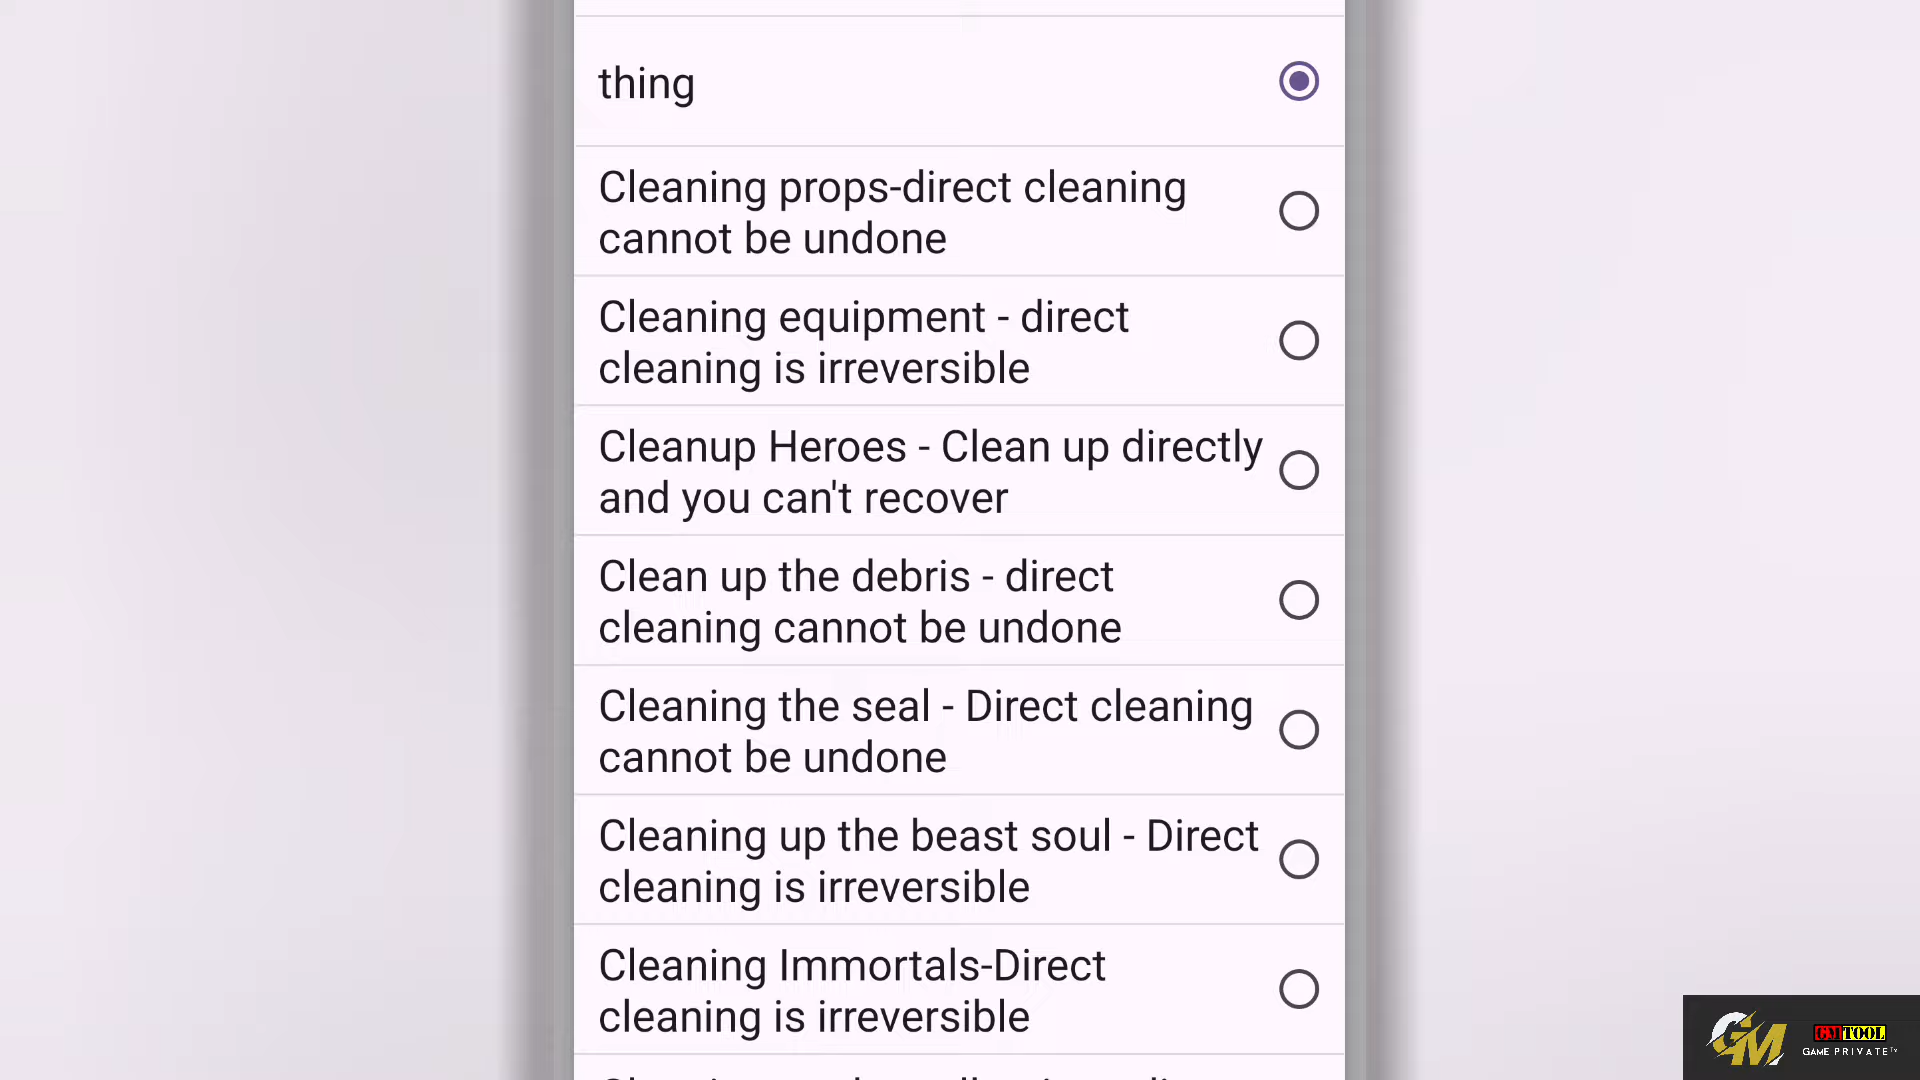 thing
Cleaning props-direct cleaning
cannot be undone
Cleaning equipment - direct
cleaning is irreversible
Cleanup Heroes - Clean up directly
and you can't recover
Clean up the debris - direct
cleaning cannot be undone
Cleaning the seal - Direct cleaning
cannot be undone
Cleaning up the beast soul - Direct
cleaning is irreversible
Cleaning Immortals-Direct
cleaning is irreversible
GM
GMTOOL
GAME PRIVATE TV